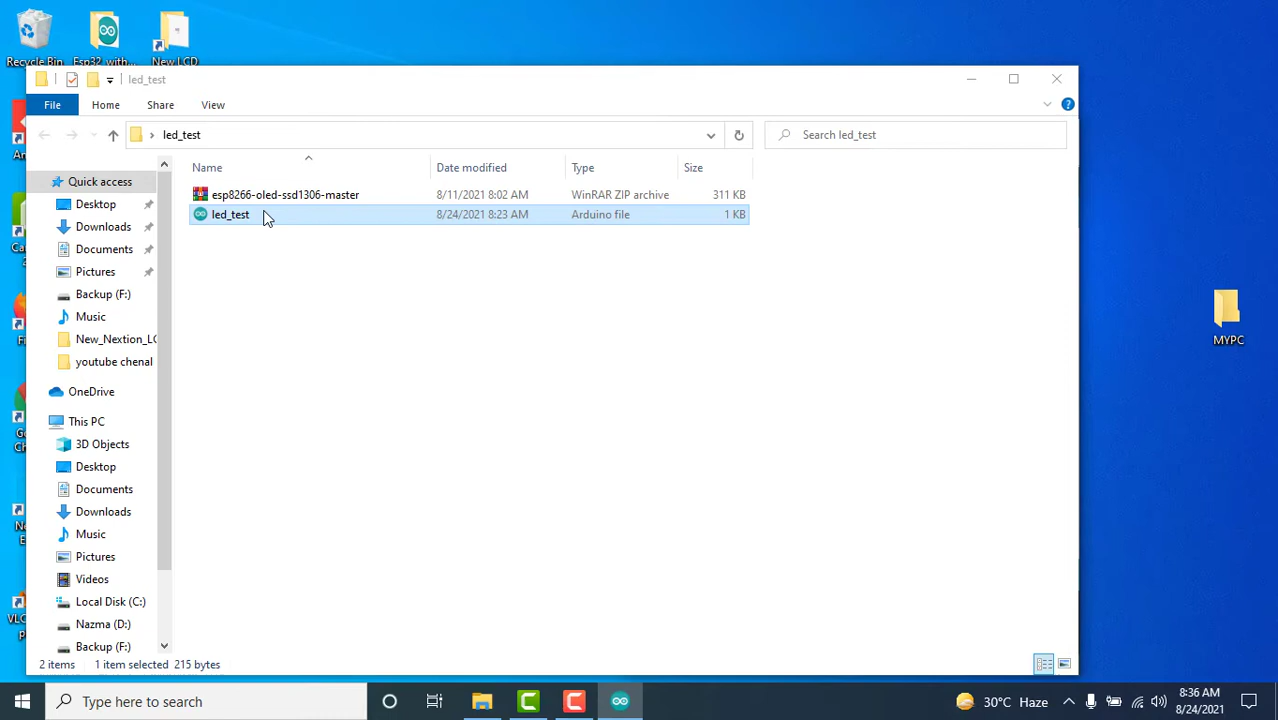 Recycle Bin
Esp32 with...
New LCD
led_test
File
Home
Share
View
led_test
Search led_test
Name
Date modified
Type
Size
esp8266-oled-ssd1306-master
8/11/2021 8:02 AM
WinRAR ZIP archive
311 KB
led_test
8/24/2021 8:23 AM
Arduino file
1 KB
Quick access
Desktop
Downloads
Documents
Pictures
Backup (F:)
Music
New_Nextion_LC
youtube chenal
OneDrive
This PC
3D Objects
Desktop
Documents
Downloads
Music
Pictures
Videos
Local Disk (C:)
Nazma (D:)
Backup (F:)
2 items
1 item selected
215 bytes
MYPC
Type here to search
30°C Haze
8:36 AM
8/24/2021